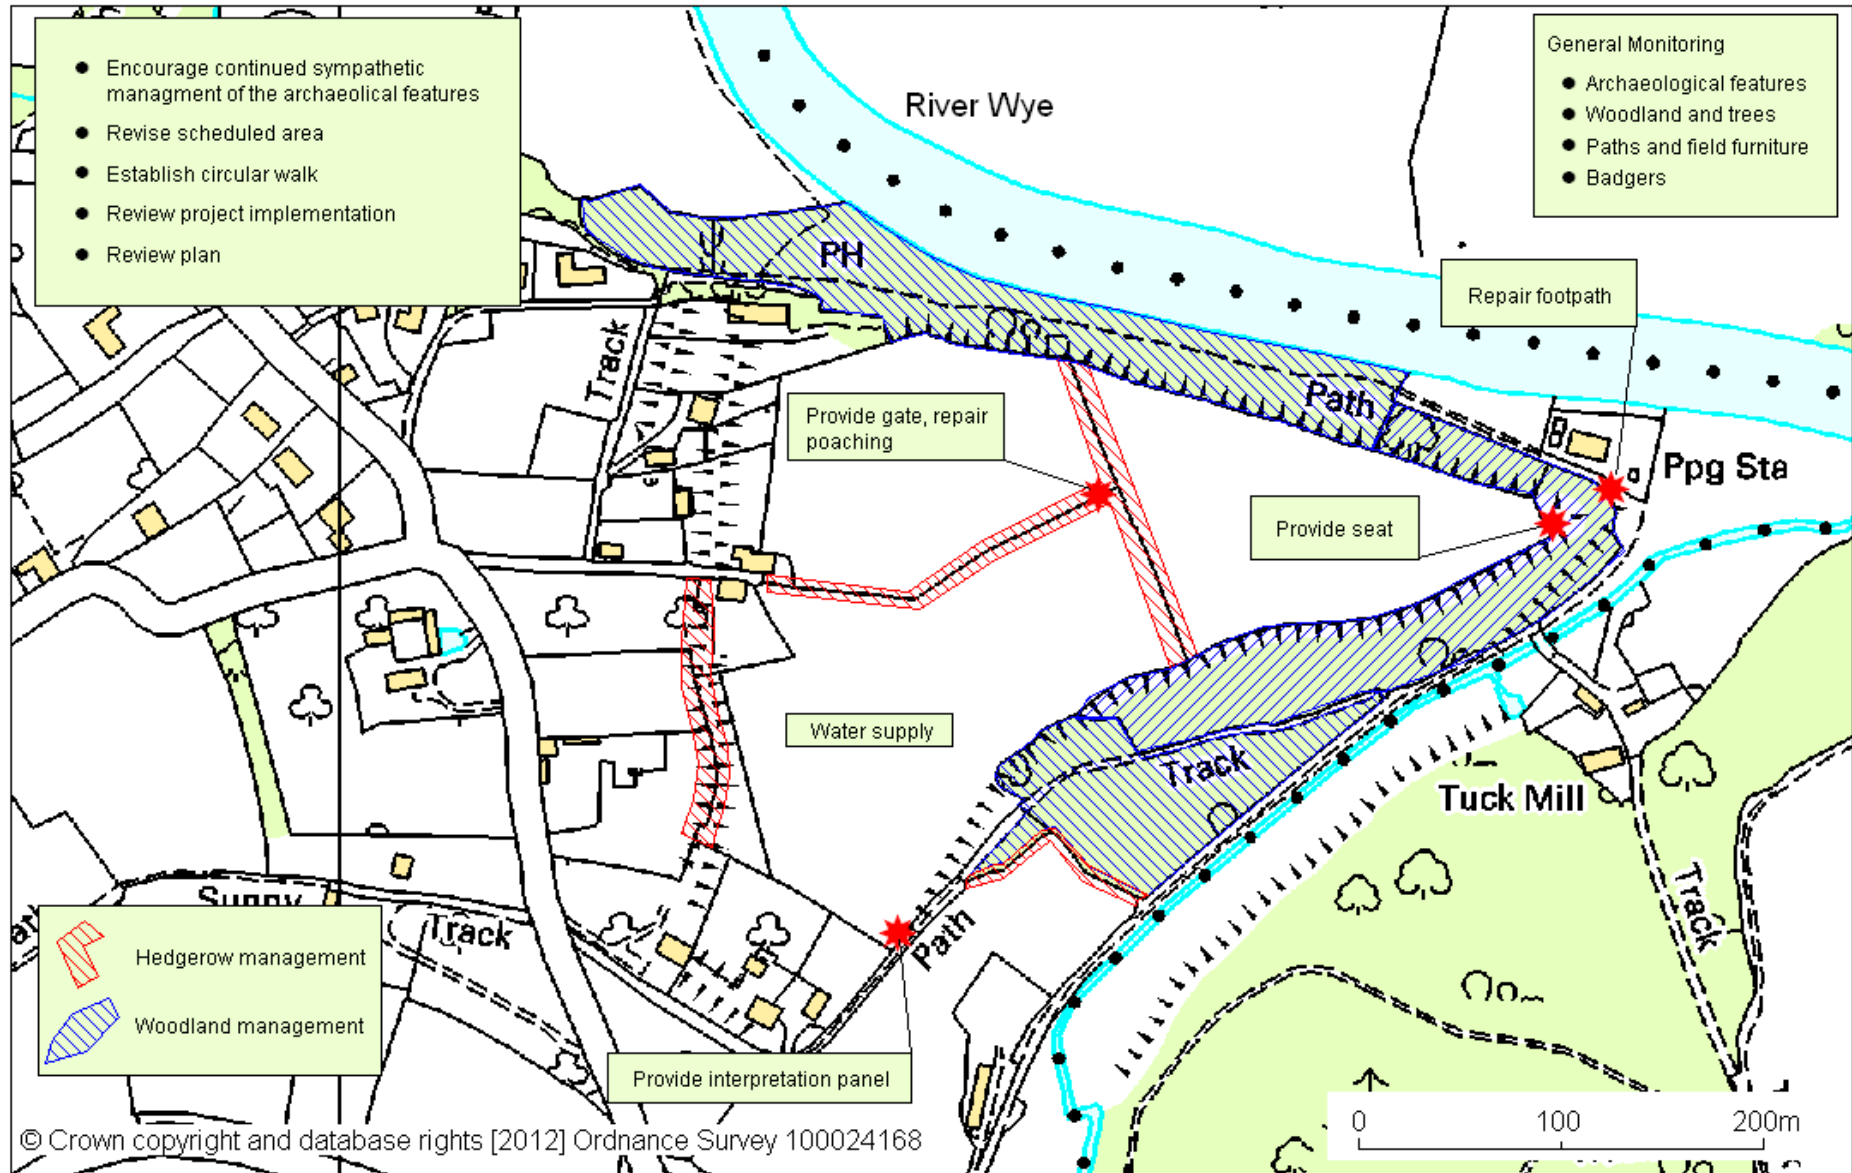 Encourage continued sympathetic
managment of the archaeolical features
Revise scheduled area
Establish circular walk
Review project implementation
Review plan
General Monitoring
Archaeological features
Woodland and trees
Paths and field furniture
Badgers
River Wye
PH
Repair footpath
Track
Path
Provide gate, repair
poaching
Ppg Sta
Provide seat
Water supply
Track
Tuck Mill
Sunny
Track
Path
Track
Hedgerow management
Woodland management
Provide interpretation panel
0 100 200m
© Crown copyright and database rights [2012] Ordnance Survey 100024168